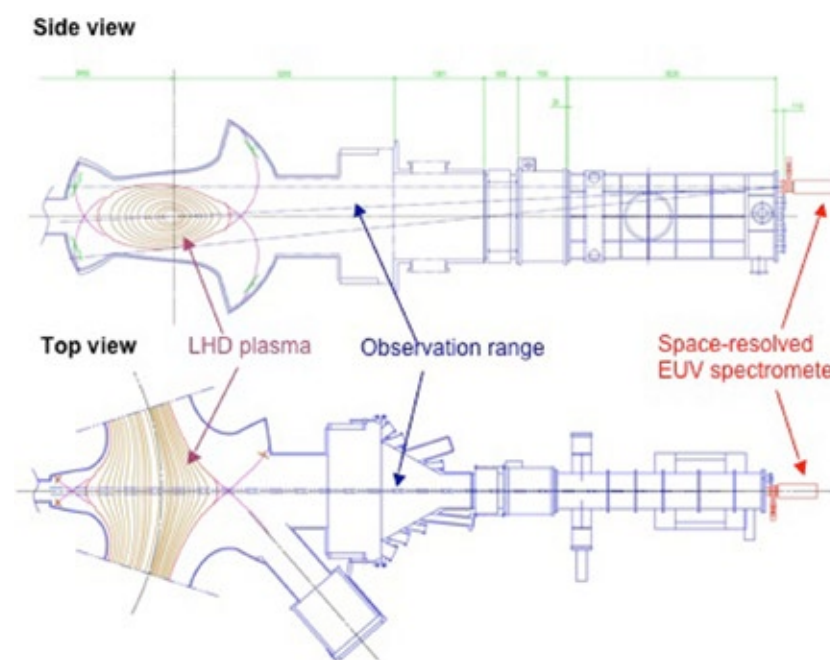 Side view
LHD plasma
Observation range
Space-resolved
EUV spectromete
Top view